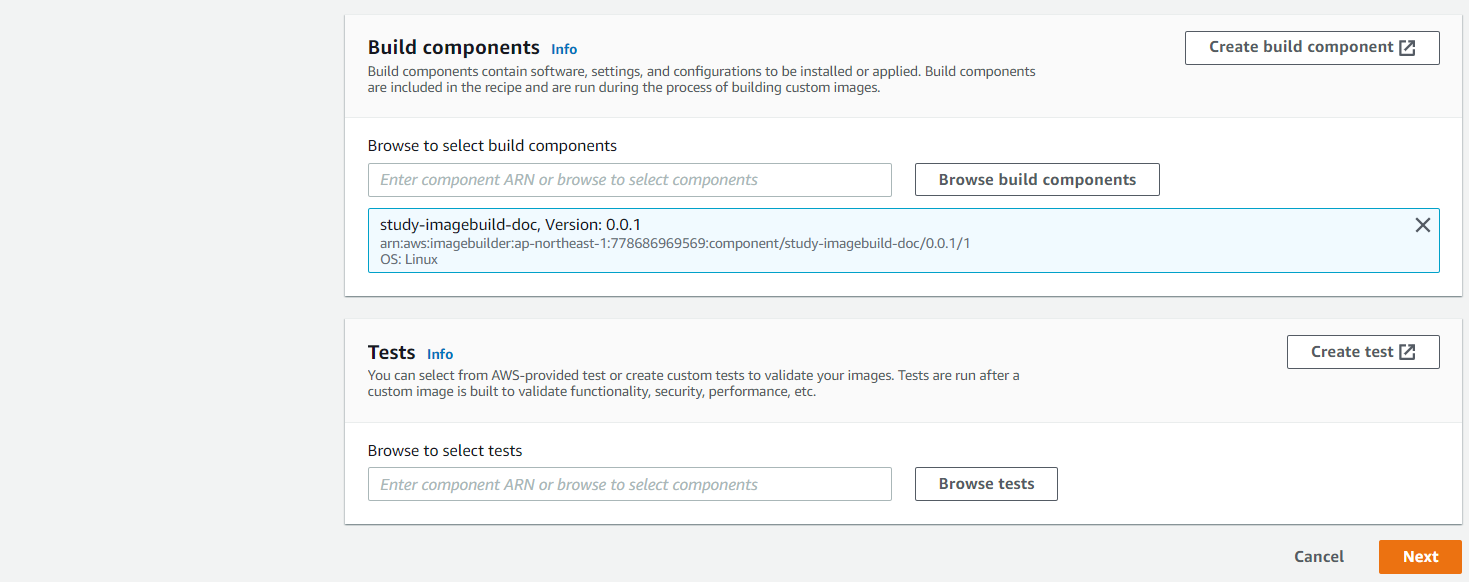 Build components Info
Create build component
Build components contain software, settings, and configurations to be installed or applied. Build components
are included in the recipe and are run during the process of building custom images.
Browse to select build components
Enter component ARN or browse to select components
Browse build components
study-imagebuild-doc, Version: 0.0.1
arn:aws:imagebuilder:ap-northeast-1:778686969569:component/study-imagebuild-doc/0.0.1/1
OS: Linux
Tests Info
Create test
You can select from AWS-provided test or create custom tests to validate your images. Tests are run after a
custom image is built to validate functionality, security, performance, etc.
Browse to select tests
Enter component ARN or browse to select components
Browse tests
Cancel
Next